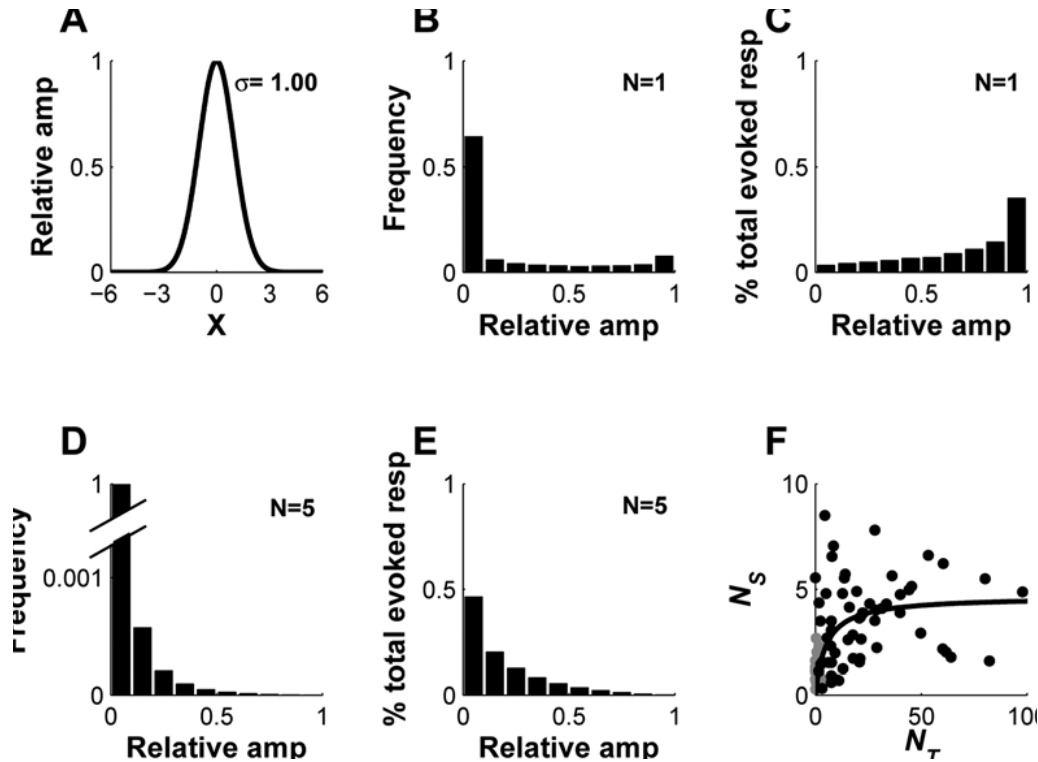 A
B
C
Relative amp
1
0.5
0
σ= 1.00
−6
−3
0
3
6
X
Frequency
1
0.5
0
N=1
0
0.5
1
Relative amp
% total evoked resp
1
0.5
0
N=1
0
0.5
1
Relative amp
D
E
F
Frequency
1
0.001
0
N=5
0
0.5
1
Relative amp
% total evoked resp
1
0.5
0
N=5
0
0.5
1
Relative amp
N_S
10
5
0
0
50
100
N_T